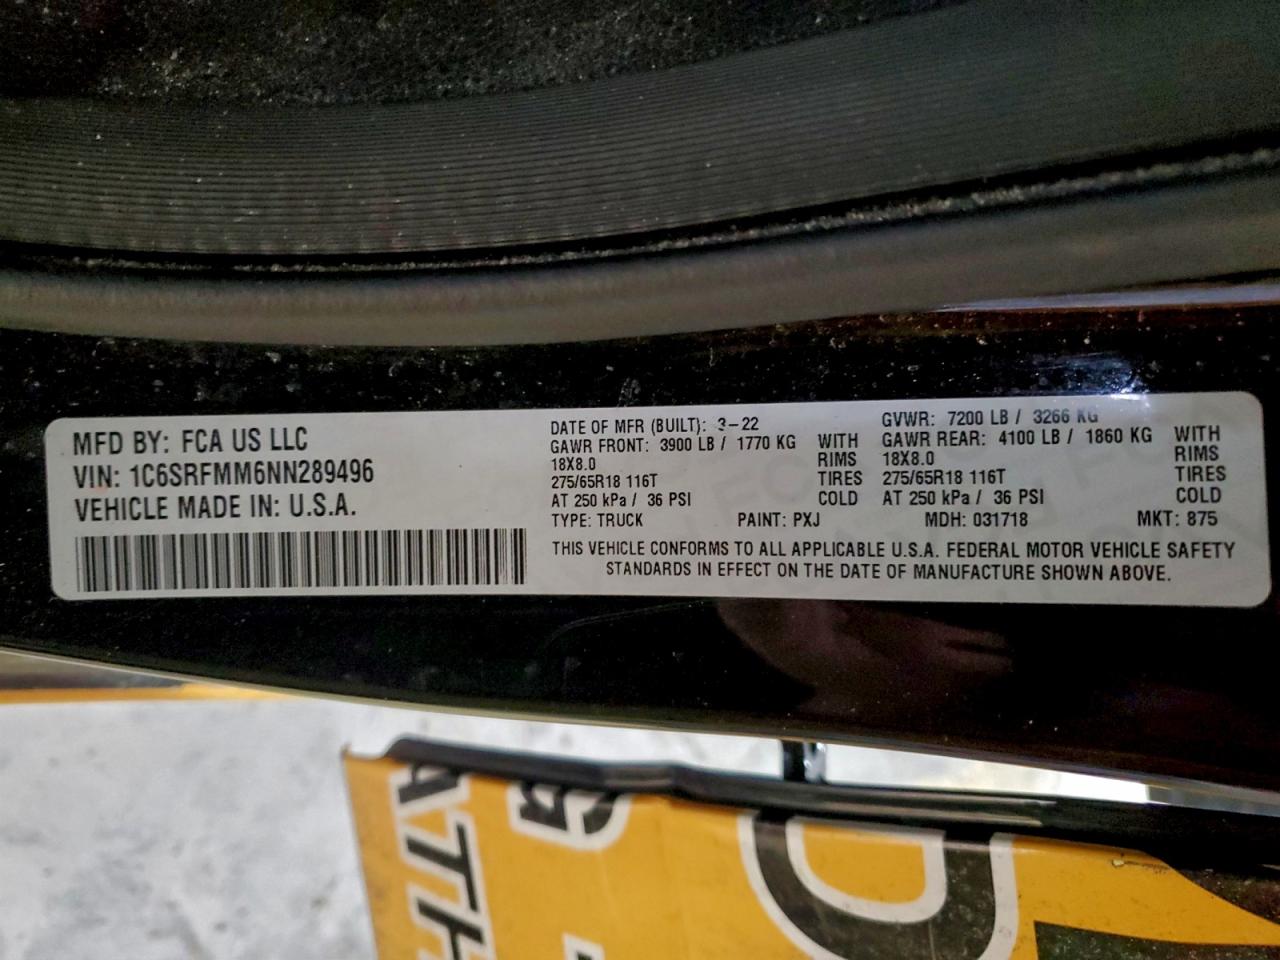 MFD BY: FCA US LLC
VIN: 1C6SRFMM6NN289496
VEHICLE MADE IN: U.S.A.
DATE OF MFR (BUILT): 3-22 GVWR: 7200 LB / 3266 KG
GAWR FRONT: 3900 LB / 1770 KG WITH GAWR REAR: 4100 LB / 1860 KG WITH
18X8.0 RIMS 18X8.0 RIMS
275/65R18 116T TIRES 275/65R18 116T TIRES
AT 250 kPa / 36 PSI COLD AT 250 kPa / 36 PSI COLD
TYPE: TRUCK PAINT: PXJ MDH: 031718 MKT: 875
THIS VEHICLE CONFORMS TO ALL APPLICABLE U.S.A. FEDERAL MOTOR VEHICLE SAFETY
STANDARDS IN EFFECT ON THE DATE OF MANUFACTURE SHOWN ABOVE.